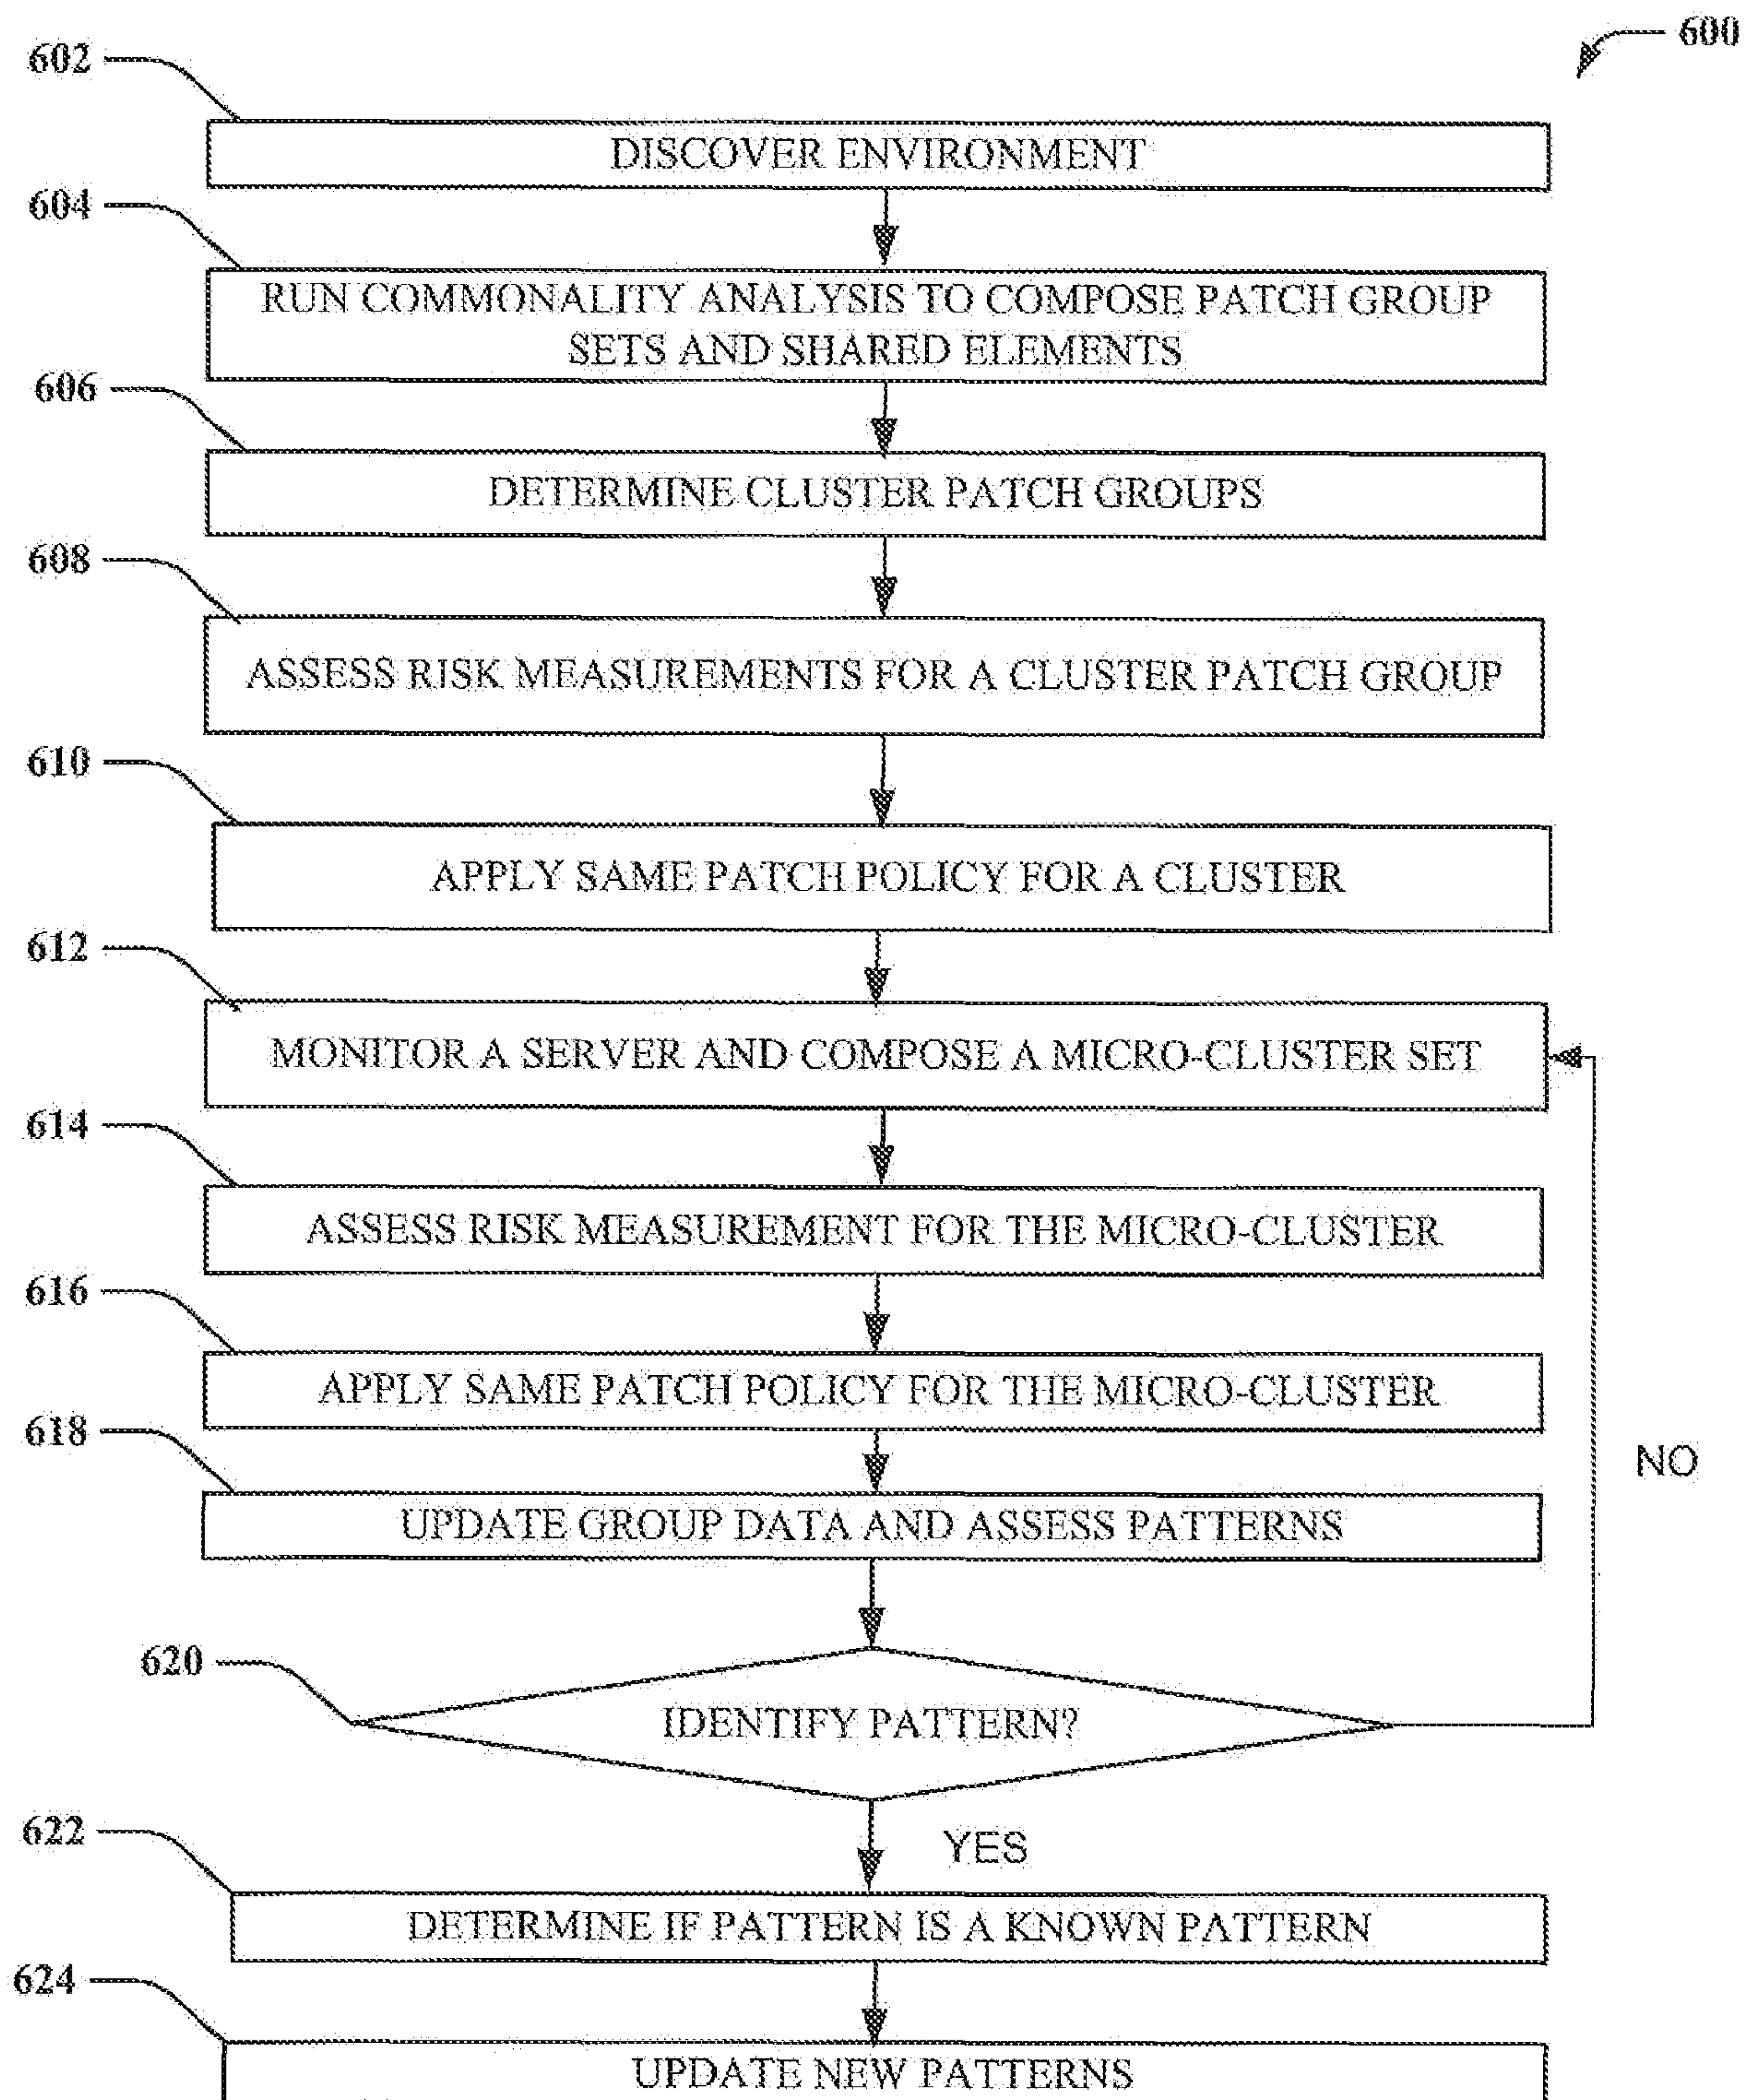 600
602
DISCOVER ENVIRONMENT
604
RUN COMMONALITY ANALYSIS TO COMPOSE PATCH GROUP
SETS AND SHARED ELEMENTS
606
DETERMINE CLUSTER PATCH GROUPS
608
ASSESS RISK MEASUREMENTS FOR A CLUSTER PATCH GROUP
610
APPLY SAME PATCH POLICY FOR A CLUSTER
612
MONITOR A SERVER AND COMPOSE A MICRO-CLUSTER SET
614
ASSESS RISK MEASUREMENT FOR THE MICRO-CLUSTER
616
APPLY SAME PATCH POLICY FOR THE MICRO-CLUSTER
618
UPDATE GROUP DATA AND ASSESS PATTERNS
NO
620
IDENTIFY PATTERN?
YES
622
DETERMINE IF PATTERN IS A KNOWN PATTERN
624
UPDATE NEW PATTERNS